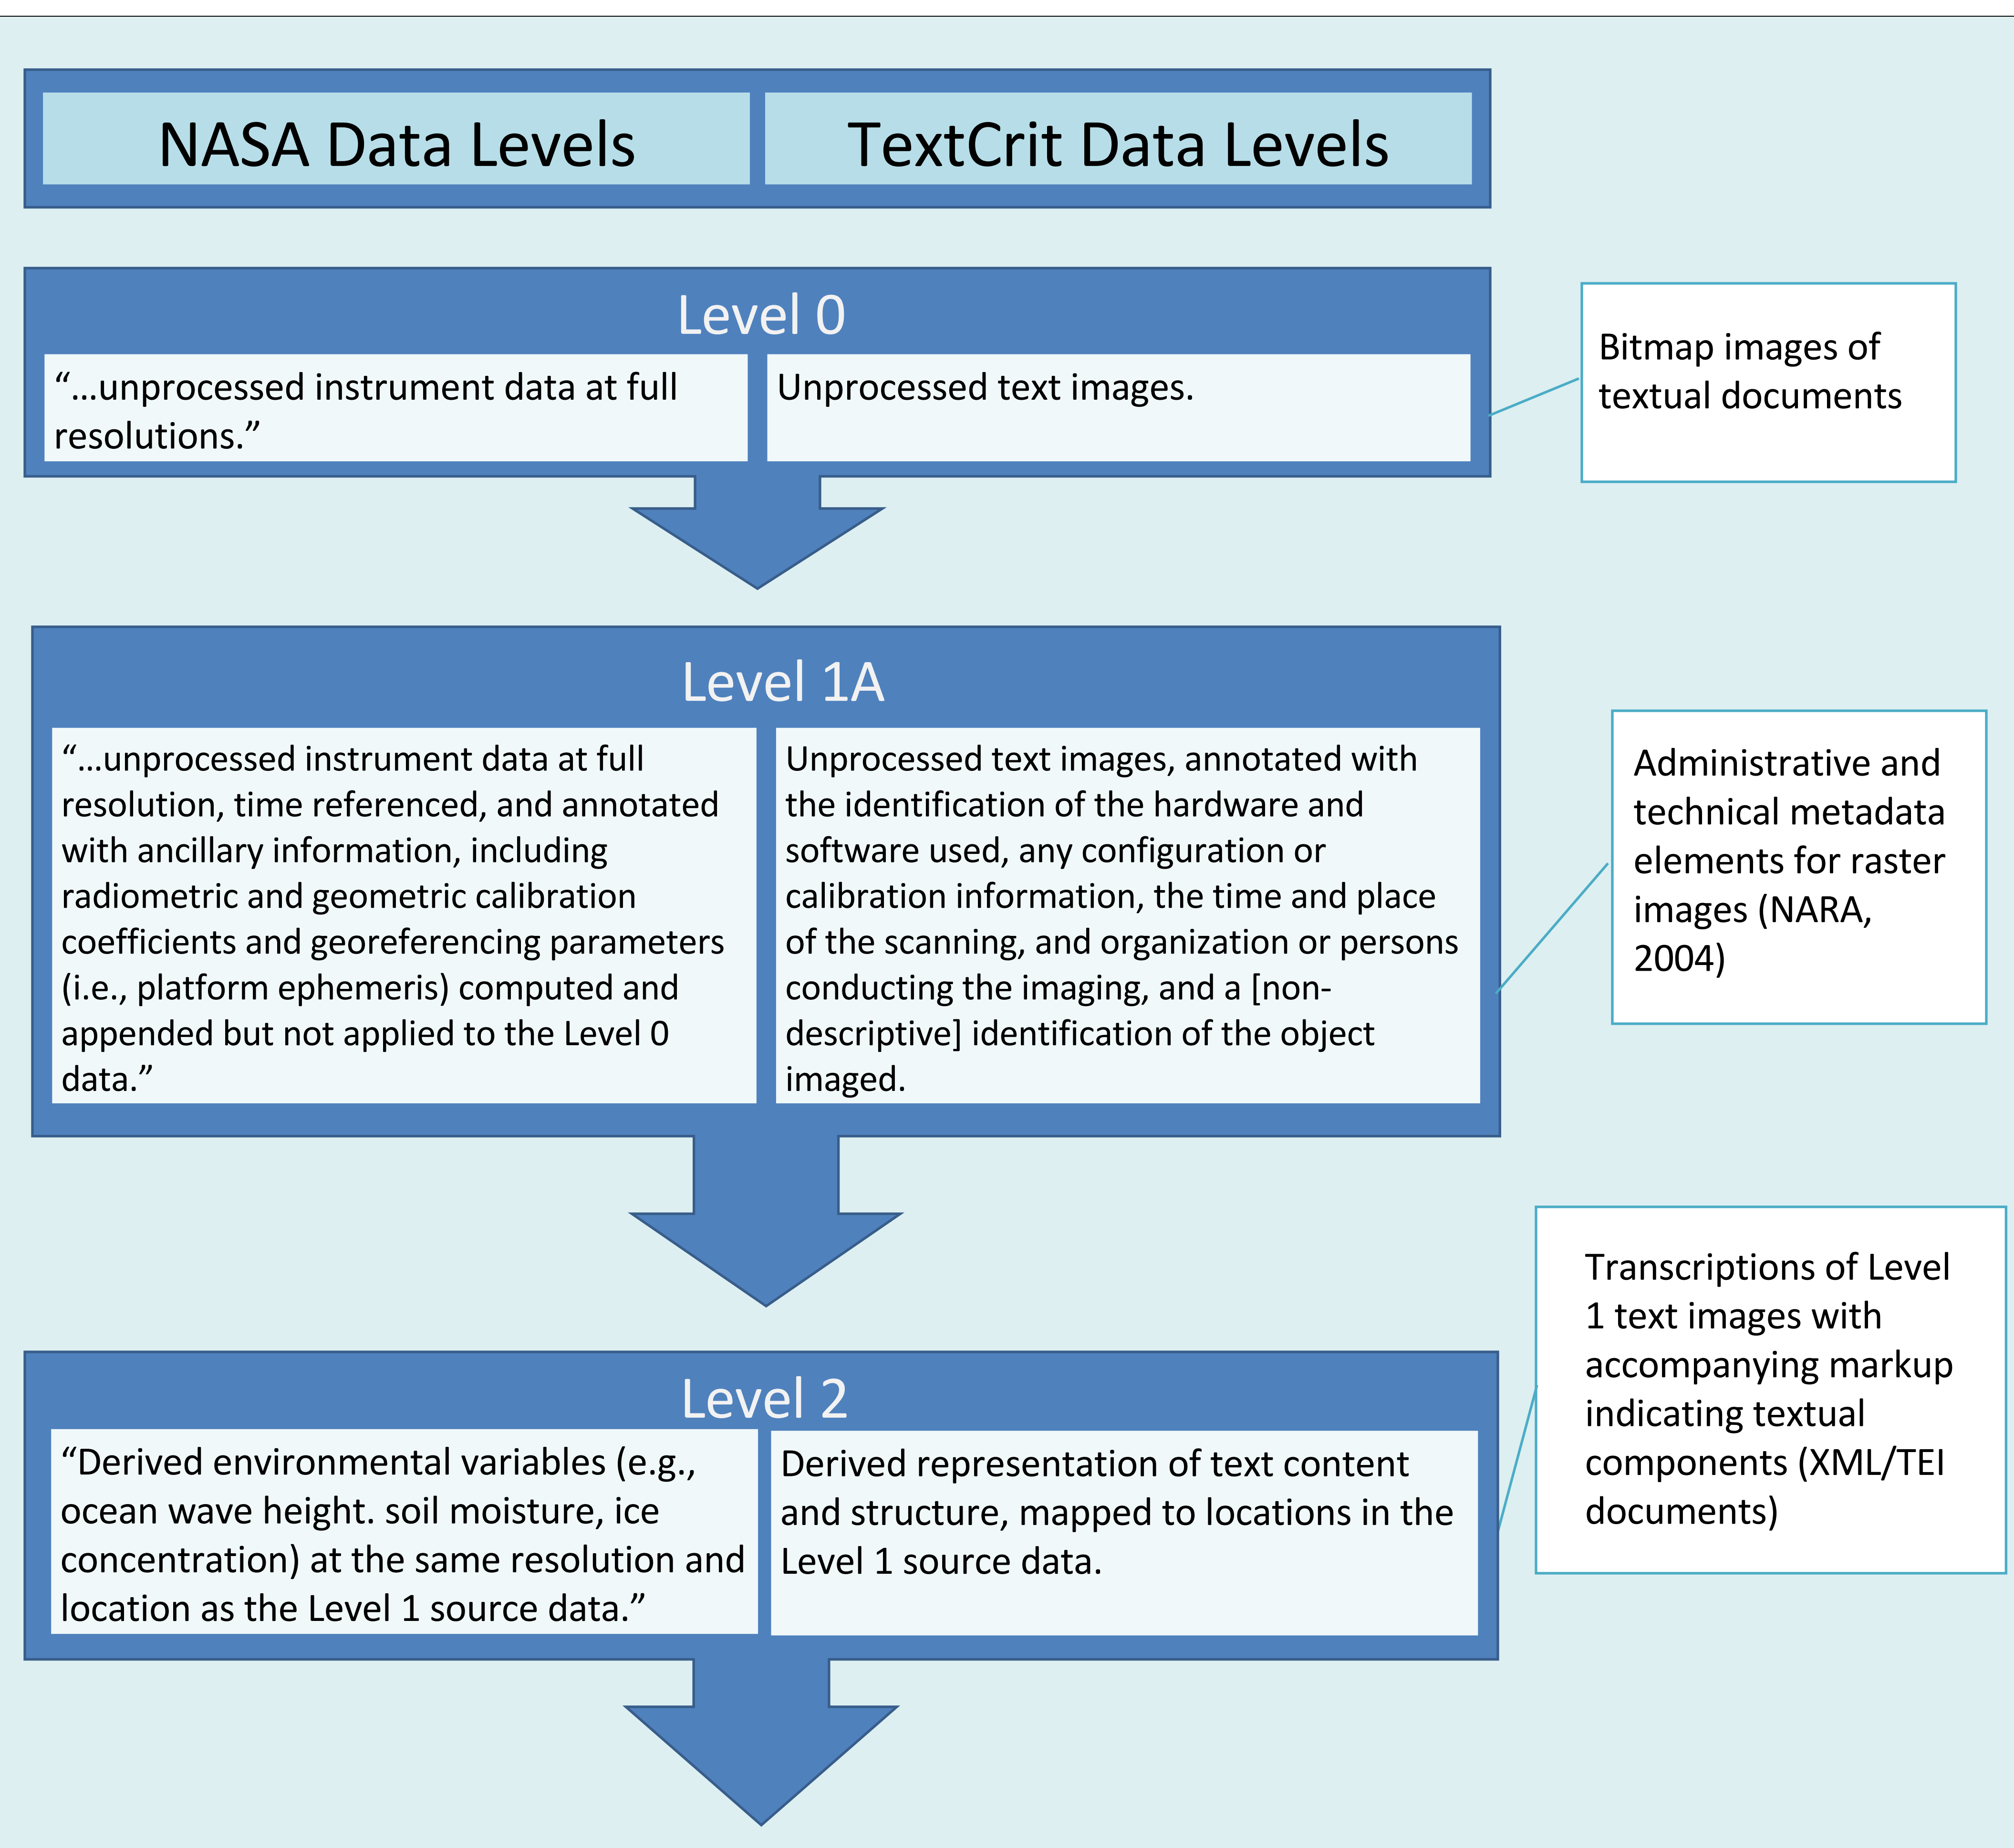 NASA Data Levels
TextCrit Data Levels
Level 0
“…unprocessed instrument data at full
resolutions.”
Unprocessed text images.
Bitmap images of
textual documents
Level 1A
“…unprocessed instrument data at full
resolution, time referenced, and annotated
with ancillary information, including
radiometric and geometric calibration
coefficients and georeferencing parameters
(i.e., platform ephemeris) computed and
appended but not applied to the Level 0
data.”
Unprocessed text images, annotated with
the identification of the hardware and
software used, any configuration or
calibration information, the time and place
of the scanning, and organization or persons
conducting the imaging, and a [non-
descriptive] identification of the object
imaged.
Administrative and
technical metadata
elements for raster
images (NARA,
2004)
Level 2
“Derived environmental variables (e.g.,
ocean wave height. soil moisture, ice
concentration) at the same resolution and
location as the Level 1 source data.”
Derived representation of text content
and structure, mapped to locations in the
Level 1 source data.
Transcriptions of Level
1 text images with
accompanying markup
indicating textual
components (XML/TEI
documents)